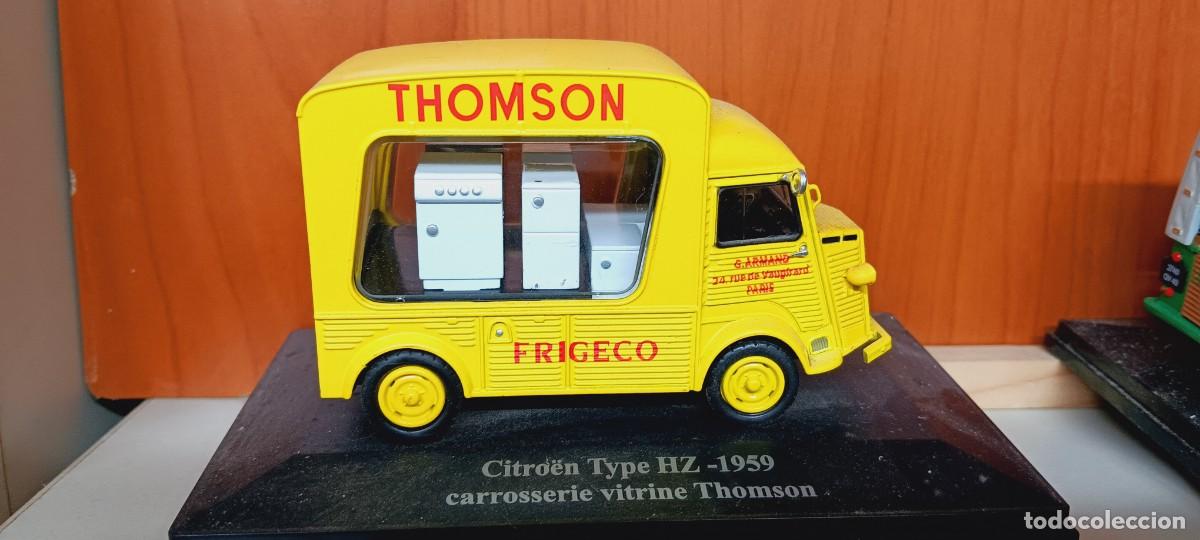 THOMSON
G. ARMAND
24, rue de Vaugirard
PARIS
FRIGECO
Citroën Type HZ -1959
carrosserie vitrine Thomson
todocoleccion